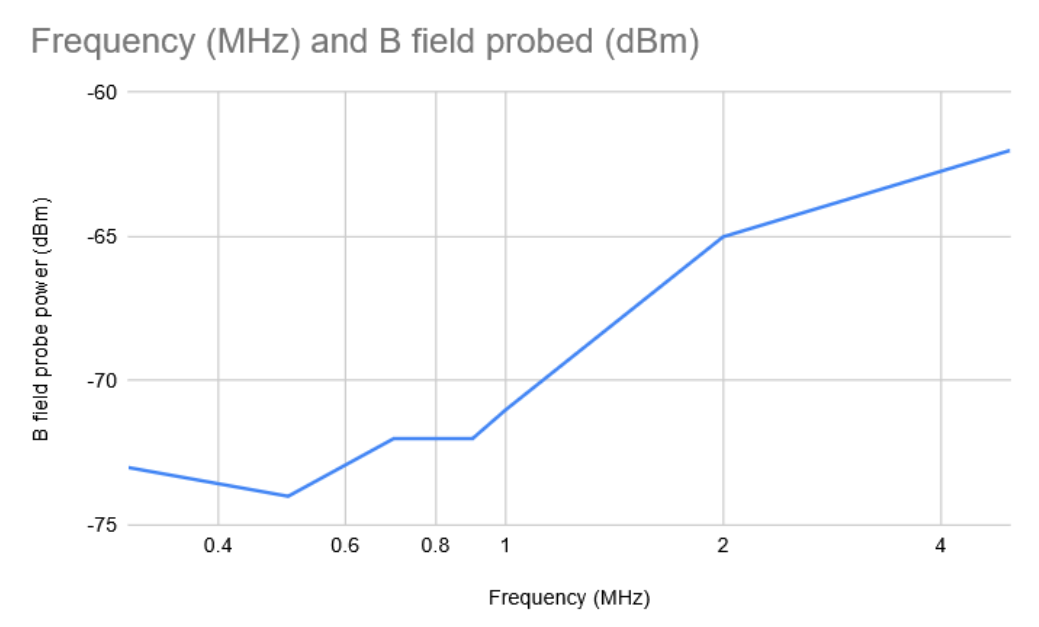 Frequency (MHz) and B field probed (dBm)
-60
-65
-70
-75
B field probe power (dBm)
0.4 0.6 0.8 1 2 4
Frequency (MHz)